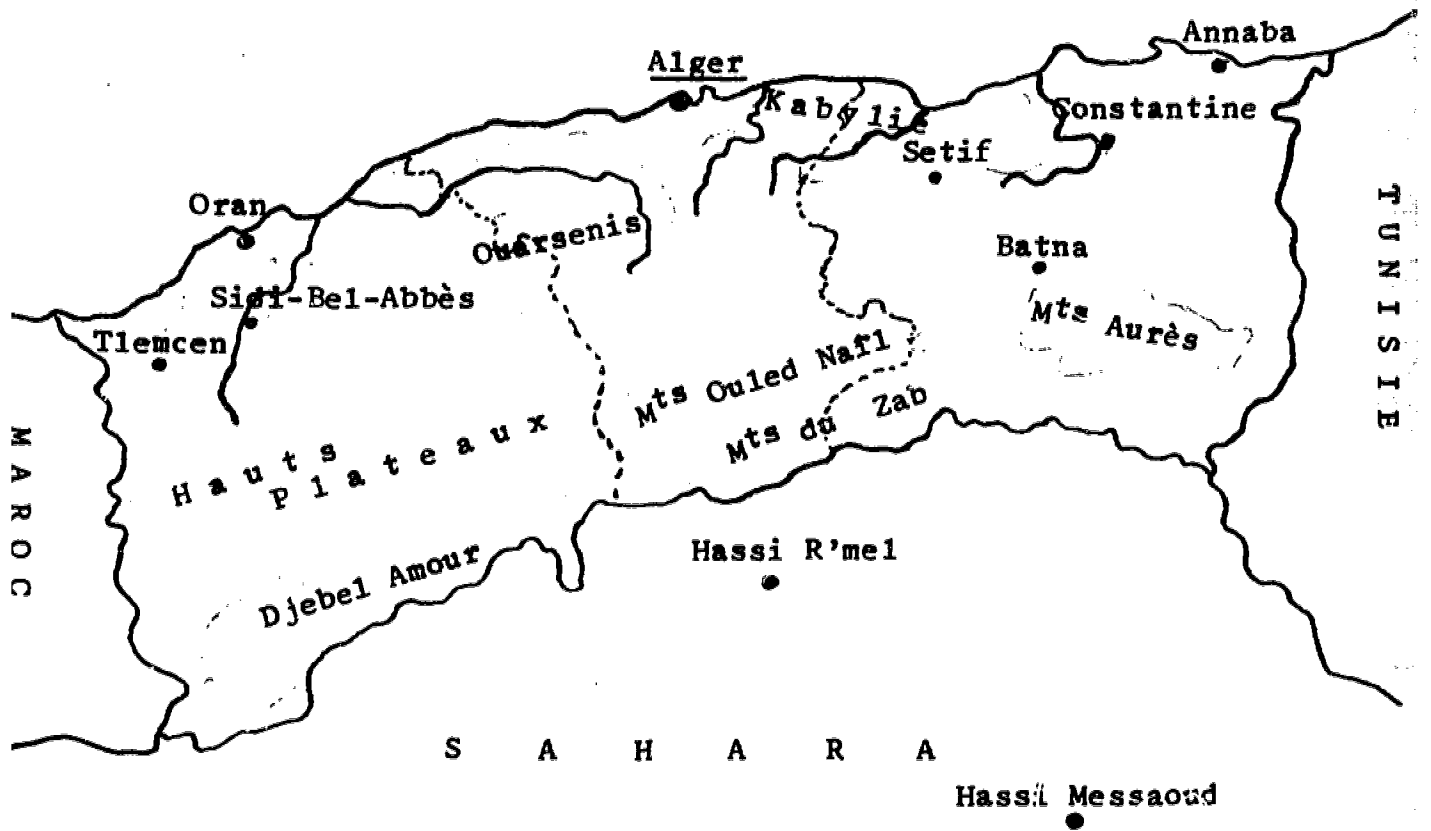 Annaba
Alger
Kabylie
Constantine
Setif
Oran
Ouarsenis
Batna
Sidi-Bel-Abbès
Mts Aurès
Tlemcen
Mts Ouled Nafl
Mts du Zab
Hauts
Plateaux
MAROC
TUNISIE
Hassi R'mel
Djebel Amour
SAHARA
Hassi Messaoud